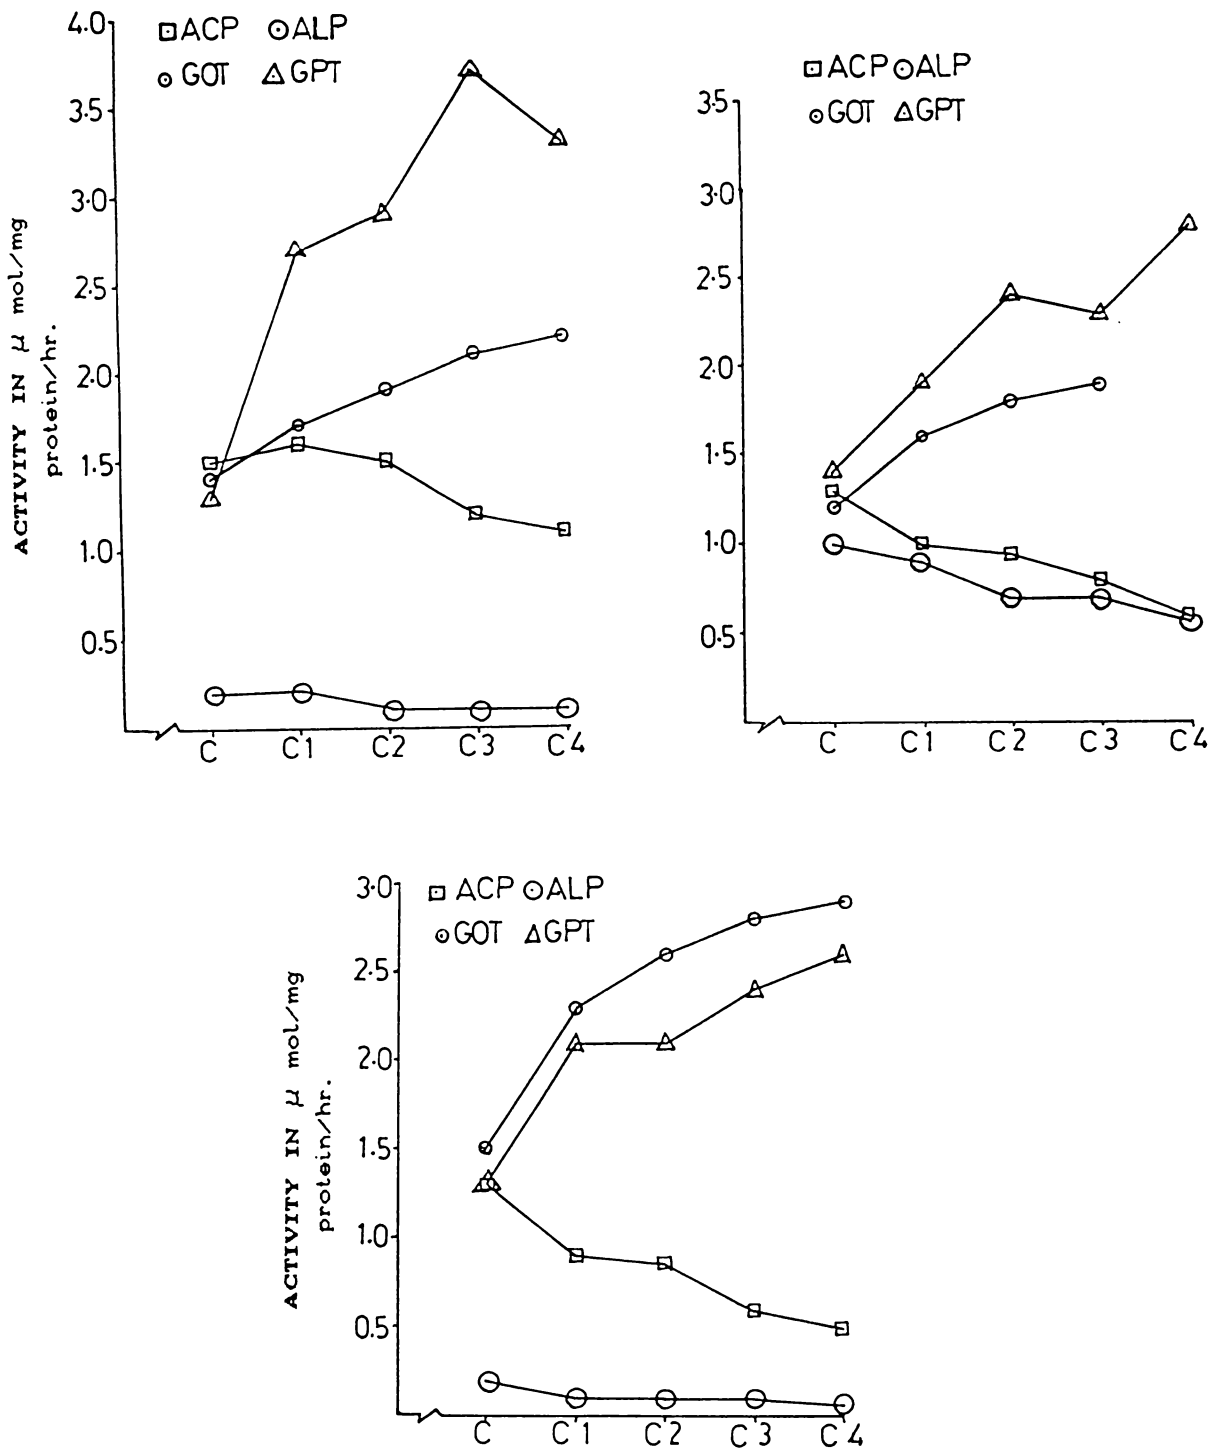 ACP ALP
GOT GPT
4.0
3.5
3.0
2.5
2.0
1.5
1.0
0.5
ACTIVITY IN μ mol/mg
protein/hr.
C C1 C2 C3 C4
ACP ALP
GOT GPT
3.5
3.0
2.5
2.0
1.5
1.0
0.5
C C1 C2 C3 C4
ACP ALP
GOT GPT
3.0
2.5
2.0
1.5
1.0
0.5
ACTIVITY IN μ mol/mg
protein/hr.
C C1 C2 C3 C4